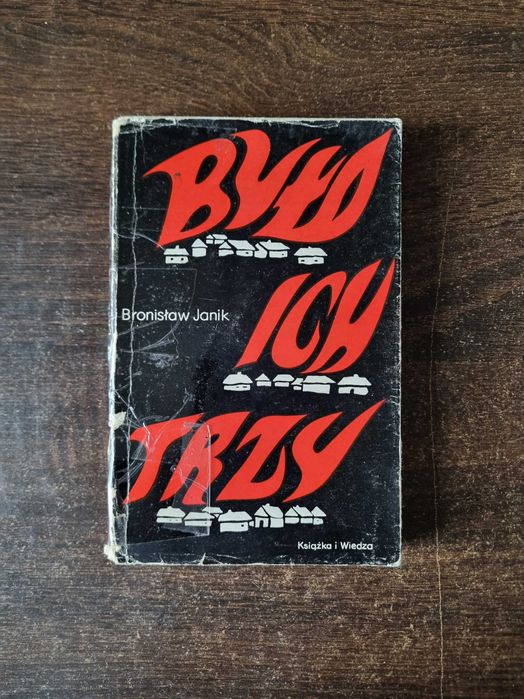 BYŁO
ICH
Bronisław Janik
TRZY
Książka i Wiedza